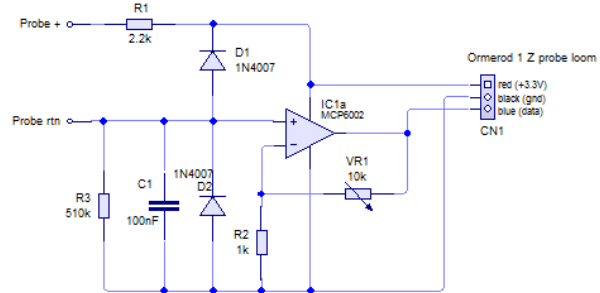 R1
Probe +
2.2k
D1
1N4007
Ormerod 1 Z probe loom
red (+3.3V)
black (gnd)
blue (data)
CN1
IC1a
MCP6002
Probe rtn
+
−
VR1
10k
1N4007
D2
C1
100nF
R3
510k
R2
1k